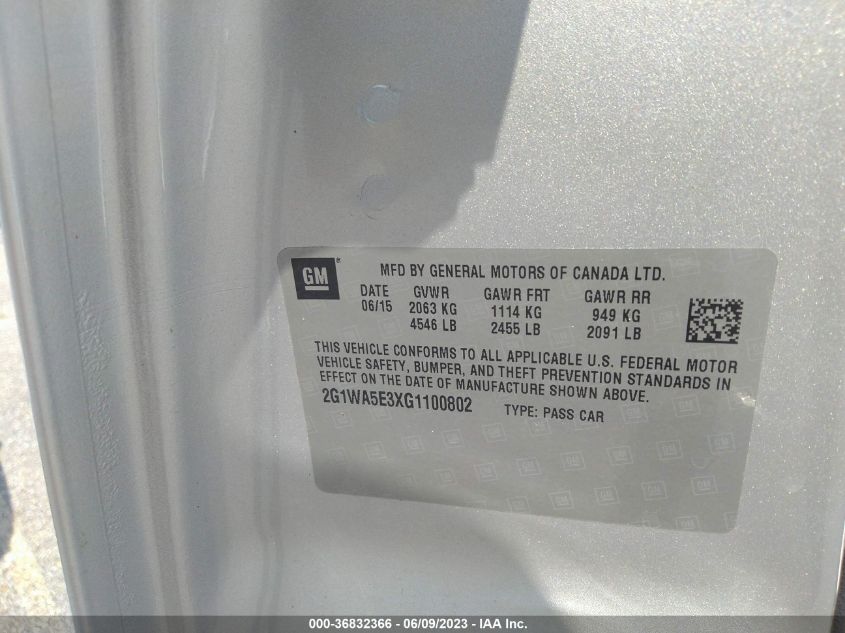 GM ®
MFD BY GENERAL MOTORS OF CANADA LTD.
DATE GVWR GAWR FRT GAWR RR
06/15 2063 KG 1114 KG 949 KG
4546 LB 2455 LB 2091 LB
THIS VEHICLE CONFORMS TO ALL APPLICABLE U.S. FEDERAL MOTOR
VEHICLE SAFETY, BUMPER, AND THEFT PREVENTION STANDARDS IN
EFFECT ON THE DATE OF MANUFACTURE SHOWN ABOVE.
2G1WA5E3XG1100802 TYPE: PASS CAR
000-36832366 - 06/09/2023 - IAA Inc.